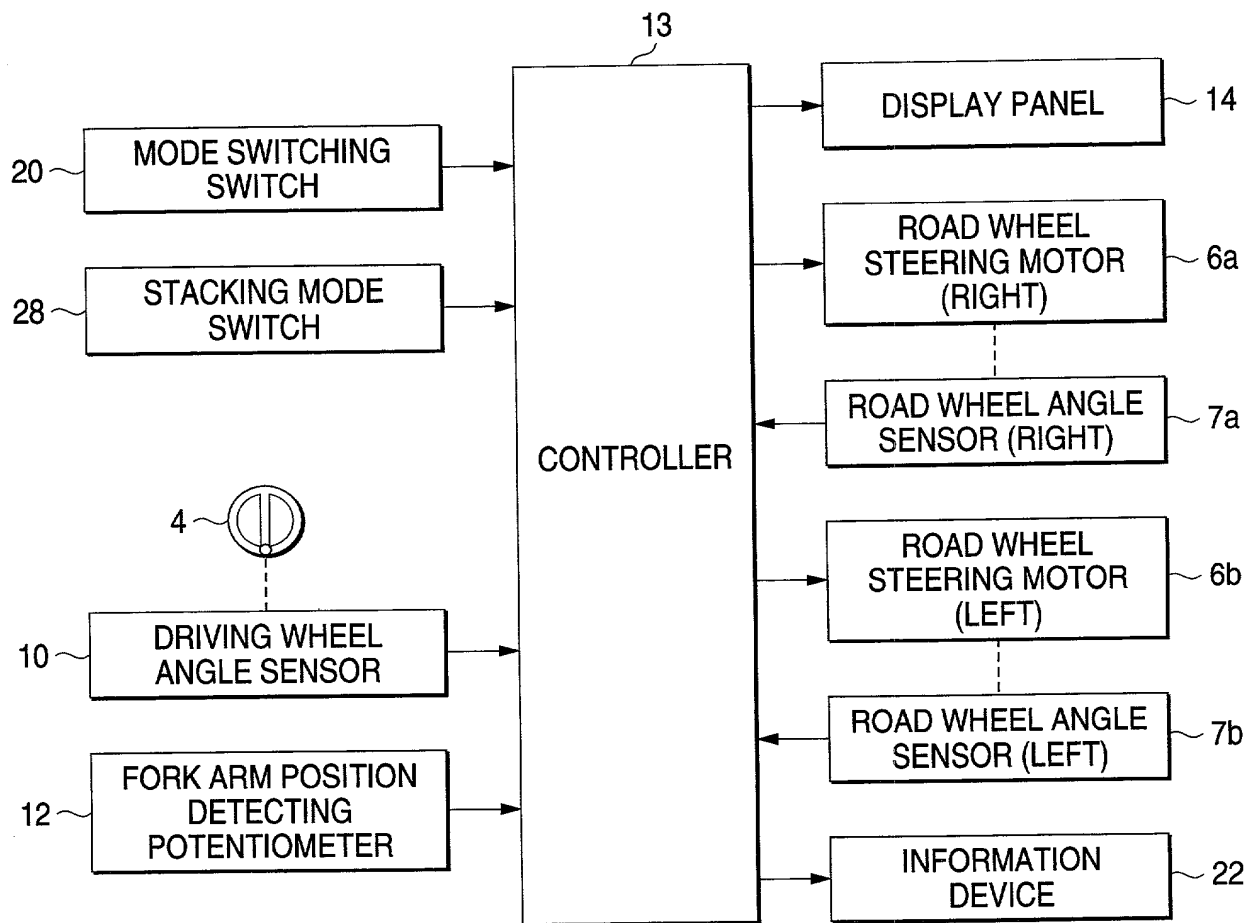 13
MODE SWITCHING
SWITCH
20
STACKING MODE
SWITCH
28
4
DRIVING WHEEL
ANGLE SENSOR
10
FORK ARM POSITION
DETECTING
POTENTIOMETER
12
CONTROLLER
DISPLAY PANEL
14
ROAD WHEEL
STEERING MOTOR
(RIGHT)
6a
ROAD WHEEL ANGLE
SENSOR (RIGHT)
7a
ROAD WHEEL
STEERING MOTOR
(LEFT)
6b
ROAD WHEEL ANGLE
SENSOR (LEFT)
7b
INFORMATION
DEVICE
22